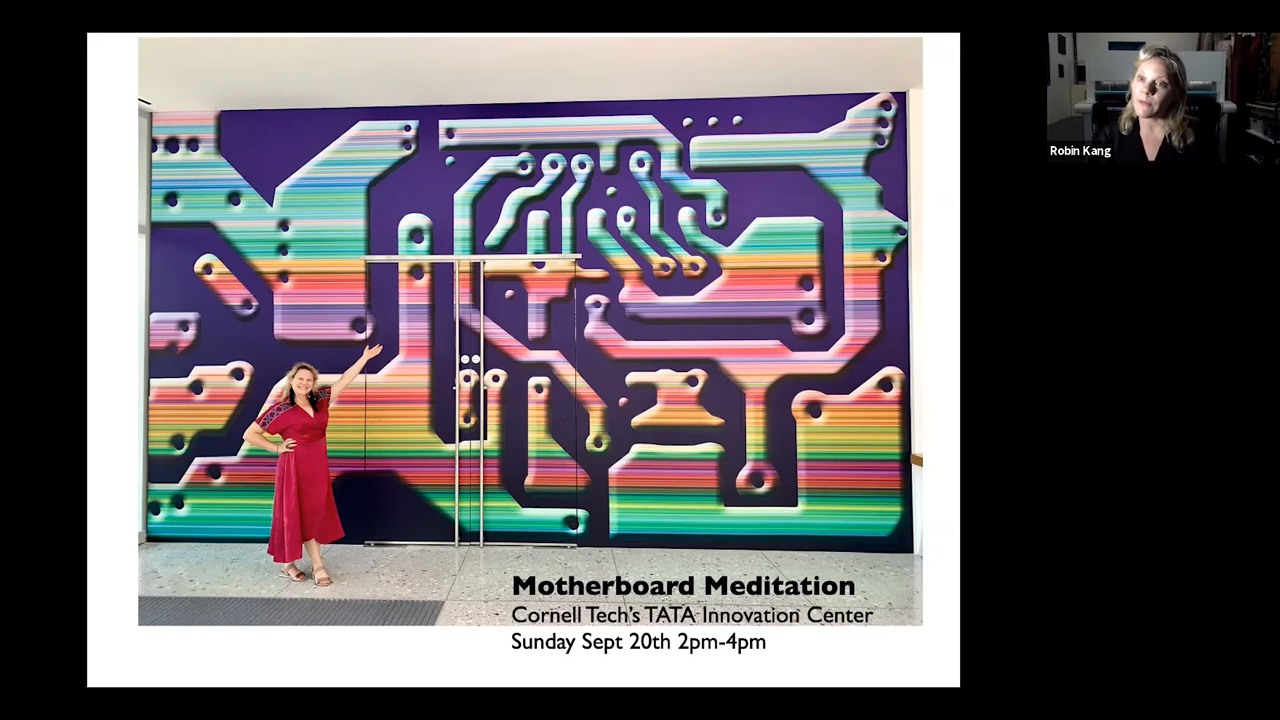 Robin Kang
Motherboard Meditation
Cornell Tech's TATA Innovation Center
Sunday Sept 20th 2pm-4pm